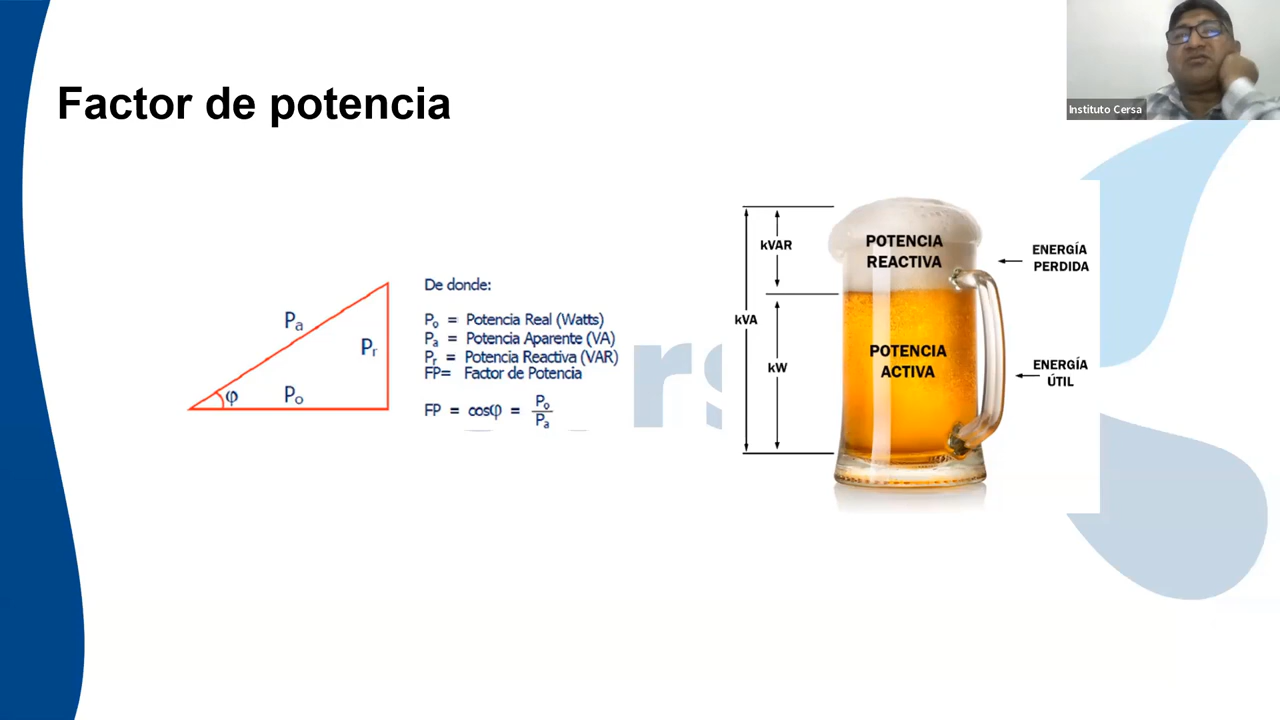 Instituto Cersa
Factor de potencia
Pa
Pr
φ
Po
De donde:
Po = Potencia Real (Watts)
Pa = Potencia Aparente (VA)
Pr = Potencia Reactiva (VAR)
FP= Factor de Potencia
FP = cosφ = Po/Pa
kVAR
kVA
kW
POTENCIA
REACTIVA
POTENCIA
ACTIVA
ENERGÍA
PERDIDA
ENERGÍA
ÚTIL